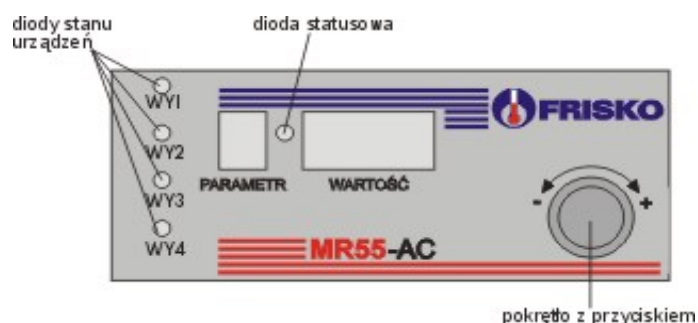 diody stanu
urządzeń
dioda statusowa
WY1
WY2
WY3
WY4
FRISKO
PARAMETR
WARTOŚĆ
- +
MR55-AC
pokrętło z przyciskiem